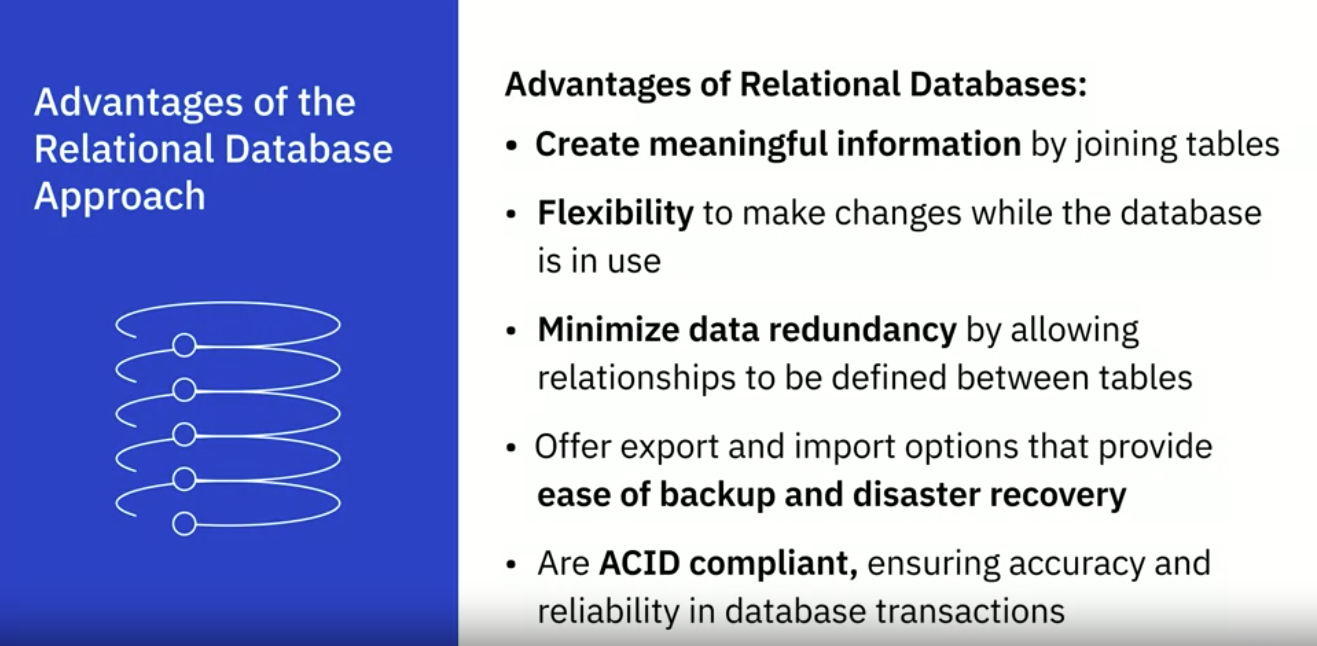 Advantages of the
Relational Database
Approach
Advantages of Relational Databases:
• Create meaningful information by joining tables
• Flexibility to make changes while the database
is in use
• Minimize data redundancy by allowing
relationships to be defined between tables
• Offer export and import options that provide
ease of backup and disaster recovery
• Are ACID compliant, ensuring accuracy and
reliability in database transactions